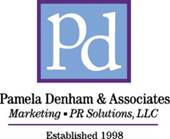 pd
Pamela Denham & Associates
Marketing • PR Solutions, LLC
Established 1998